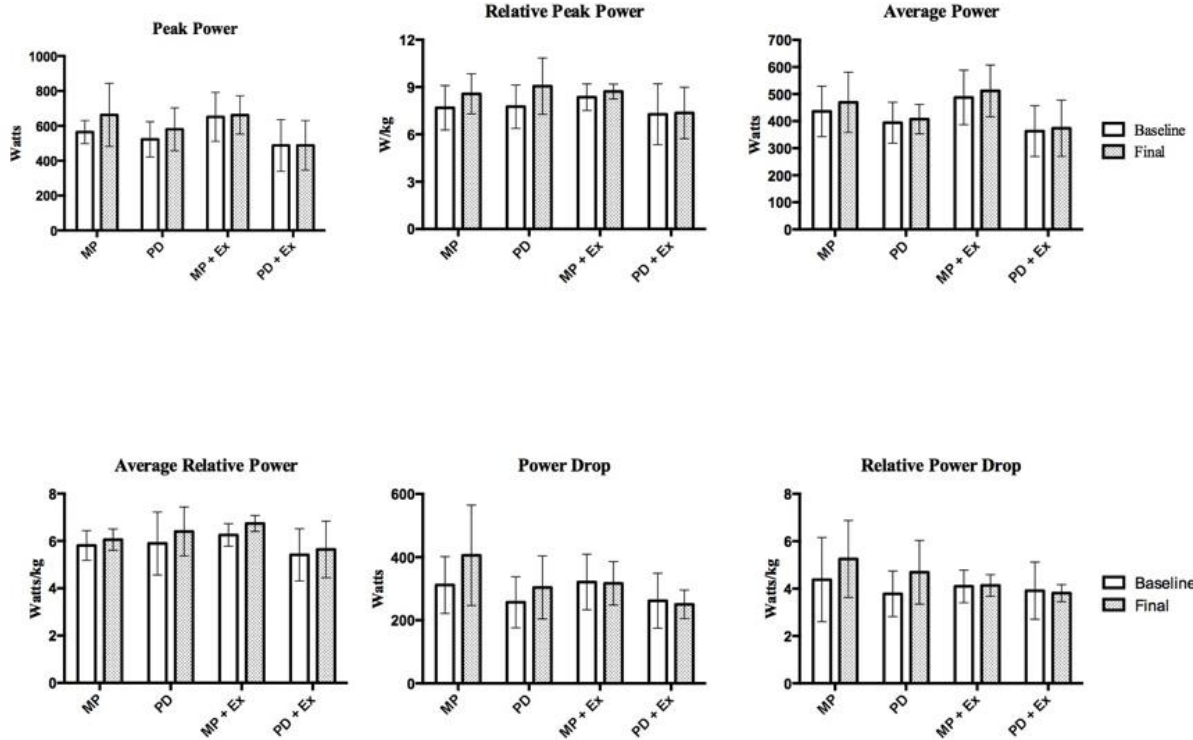 Peak Power
Relative Peak Power
Average Power
1000
800
600
400
200
0
Watts
MP
PD
MP + Ex
PD + Ex
12
9
6
3
0
W/kg
MP
PD
MP + Ex
PD + Ex
700
600
500
400
300
200
100
0
Watts
MP
PD
MP + Ex
PD + Ex
Baseline
Final
Average Relative Power
Power Drop
Relative Power Drop
8
6
4
2
0
Watts/kg
MP
PD
MP + Ex
PD + Ex
600
400
200
0
Watts
MP
PD
MP + Ex
PD + Ex
8
6
4
2
0
Watts/kg
MP
PD
MP + Ex
PD + Ex
Baseline
Final